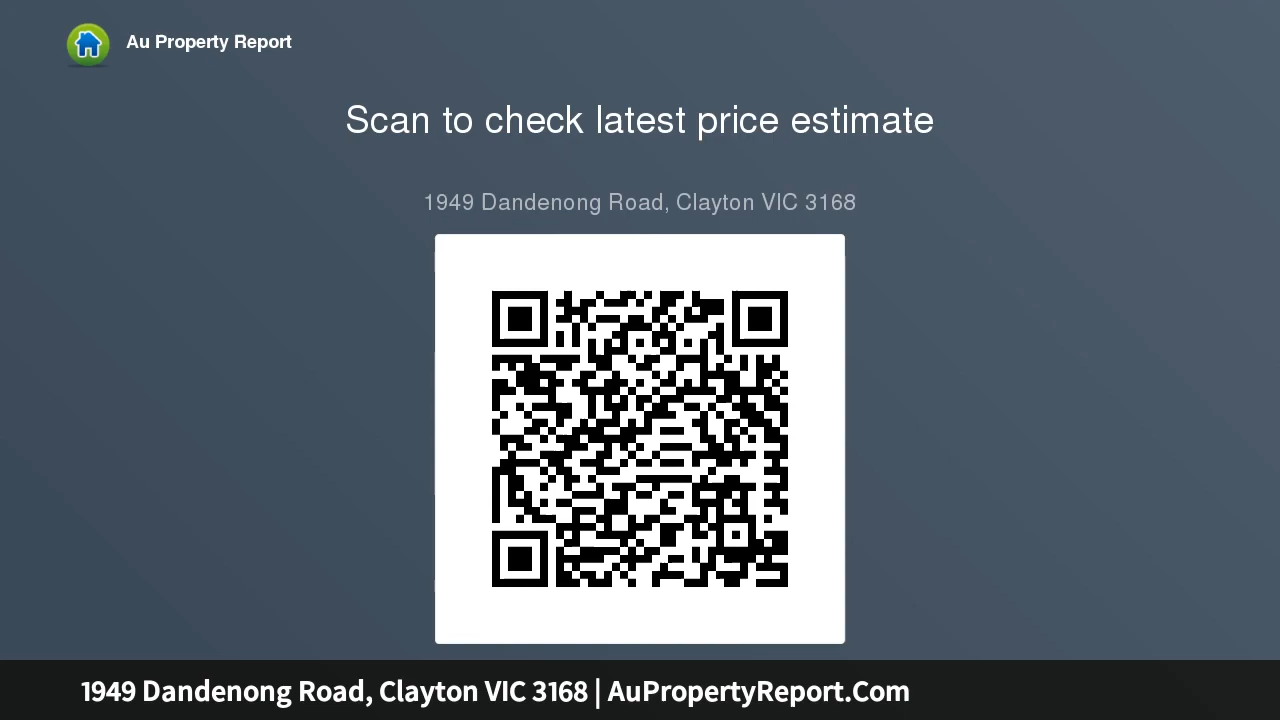 Au Property Report
Scan to check latest price estimate
1949 Dandenong Road, Clayton VIC 3168
1949 Dandenong Road, Clayton VIC 3168 | AuPropertyReport.Com